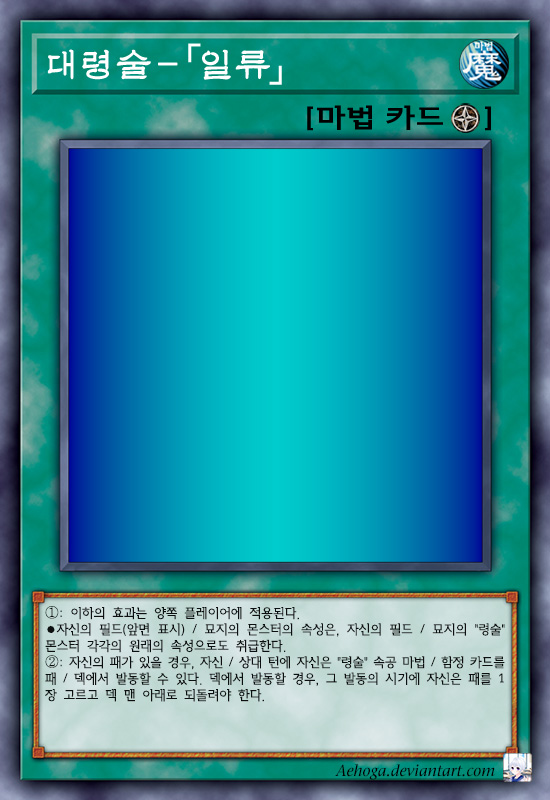 대령술-「일류」
마법
魔
[마법 카드]
①: 이하의 효과는 양쪽 플레이어에 적용된다.
●자신의 필드(앞면 표시) / 묘지의 몬스터의 속성은, 자신의 필드 / 묘지의 "령술"
몬스터 각각의 원래의 속성으로도 취급한다.
②: 자신의 패가 있을 경우, 자신 / 상대 턴에 자신은 "령술" 속공 마법 / 함정 카드를
패 / 덱에서 발동할 수 있다. 덱에서 발동할 경우, 그 발동의 시기에 자신은 패를 1
장 고르고 덱 맨 아래로 되돌려야 한다.
Aehoga.deviantart.com